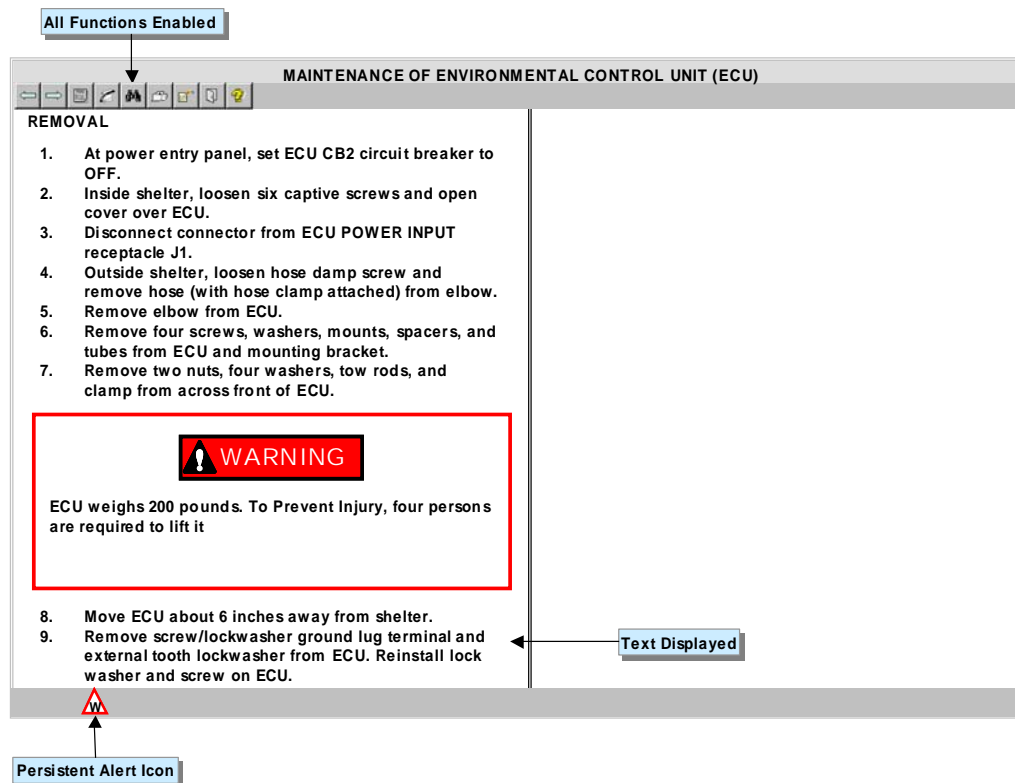 All Functions Enabled
MAINTENANCE OF ENVIRONMENTAL CONTROL UNIT (ECU)
REMOVAL
1. At power entry panel, set ECU CB2 circuit breaker to
OFF.
2. Inside shelter, loosen six captive screws and open
cover over ECU.
3. Disconnect connector from ECU POWER INPUT
receptacle J1.
4. Outside shelter, loosen hose damp screw and
remove hose (with hose clamp attached) from elbow.
5. Remove elbow from ECU.
6. Remove four screws, washers, mounts, spacers, and
tubes from ECU and mounting bracket.
7. Remove two nuts, four washers, tow rods, and
clamp from across front of ECU.
WARNING
ECU weighs 200 pounds. To Prevent Injury, four persons
are required to lift it
8. Move ECU about 6 inches away from shelter.
9. Remove screw/lockwasher ground lug terminal and
external tooth lockwasher from ECU. Reinstall lock
washer and screw on ECU.
Text Displayed
W
Persistent Alert Icon